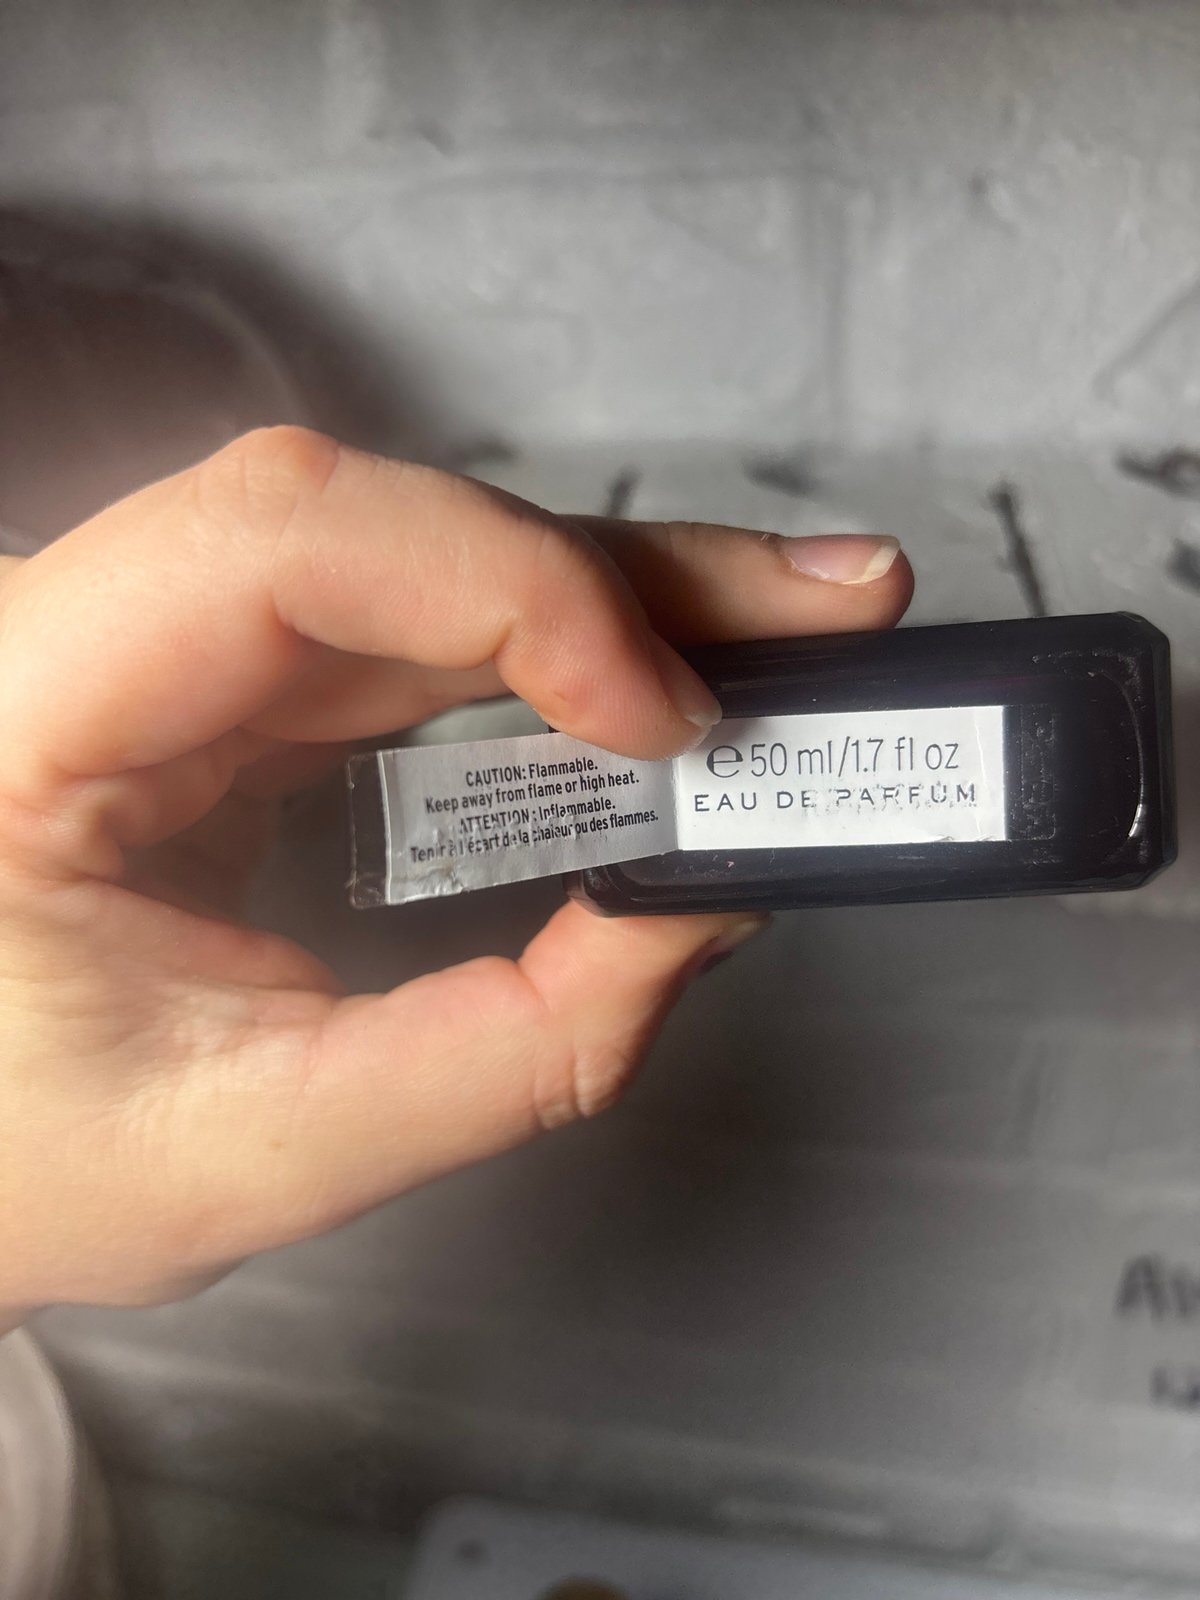 CAUTION: Flammable.
Keep away from flame or high heat.
ATTENTION : Inflammable.
Tenir à l'écart de la chaleur ou des flammes.
℮ 50 ml/1.7 fl oz
EAU DE PARFUM